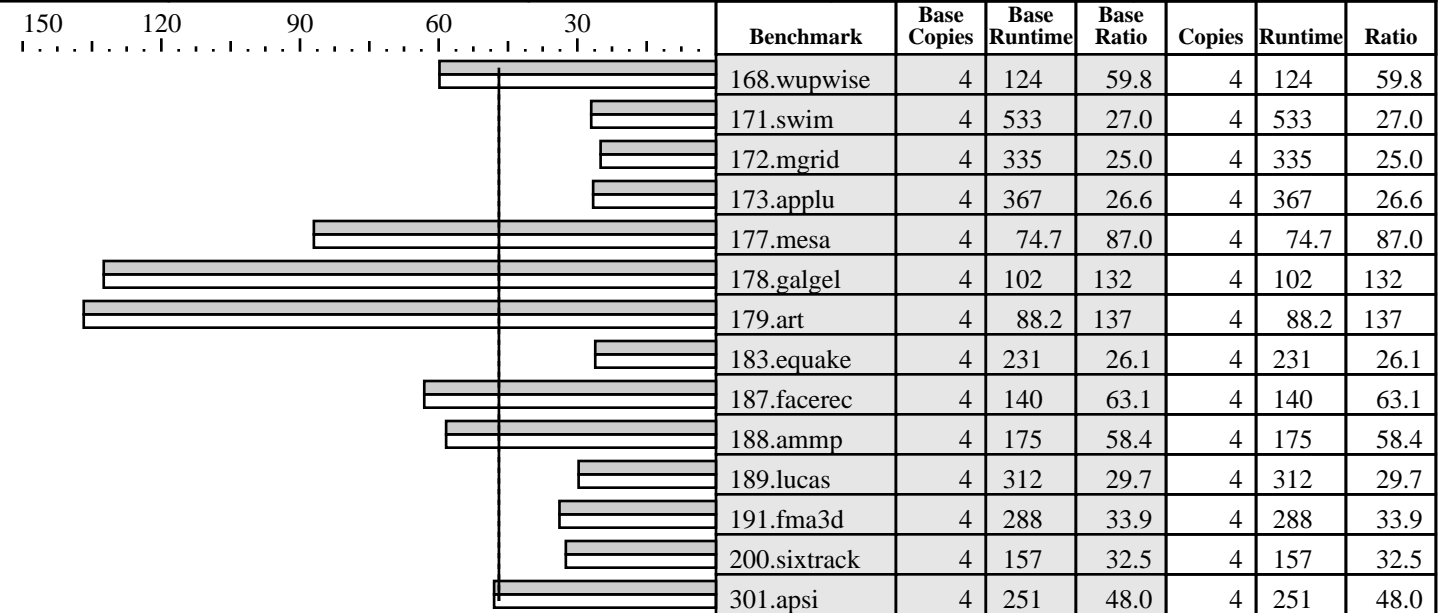 150 120 90 60 30
Benchmark Base Copies Base Runtime Base Ratio Copies Runtime Ratio
168.wupwise 4 124 59.8 4 124 59.8
171.swim 4 533 27.0 4 533 27.0
172.mgrid 4 335 25.0 4 335 25.0
173.applu 4 367 26.6 4 367 26.6
177.mesa 4 74.7 87.0 4 74.7 87.0
178.galgel 4 102 132 4 102 132
179.art 4 88.2 137 4 88.2 137
183.equake 4 231 26.1 4 231 26.1
187.facerec 4 140 63.1 4 140 63.1
188.ammp 4 175 58.4 4 175 58.4
189.lucas 4 312 29.7 4 312 29.7
191.fma3d 4 288 33.9 4 288 33.9
200.sixtrack 4 157 32.5 4 157 32.5
301.apsi 4 251 48.0 4 251 48.0